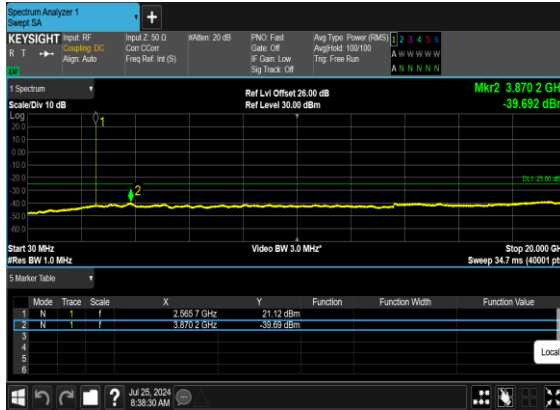 Spectrum Analyzer 1
Swept SA
KEYSIGHT Input: RF Input Z: 50 Ω #Atten: 20 dB PNO: Fast Avg Type: Power (RMS) 1 2 3 4 5 6
R T Coupling: DC Corr CCorr Gate: Off Avg|Hold: 100/100 A W W W W W
Align: Auto Freq Ref: Int (S) IF Gain: Low Trig: Free Run
LXI Sig Track: Off A N N N N N
1 Spectrum Ref Lvl Offset 26.00 dB Mkr2 3.870 2 GH
Scale/Div 10 dB Ref Level 30.00 dBm -39.692 dBr
Log
1
20.0
10.0
0.00
-10.0
-20.0
DL1 -25.00 dB
-30.0
2
-40.0
-50.0
-60.0
Start 30 MHz Video BW 3.0 MHz* Stop 20.000 GH
#Res BW 1.0 MHz Sweep 34.7 ms (40001 pt
5 Marker Table
Mode Trace Scale X Y Function Function Width Function Value
1 N 1 f 2.565 7 GHz 21.12 dBm
2 N 1 f 3.870 2 GHz -39.69 dBm
3
4
5
6
Local
?
Jul 25, 2024
8:38:30 AM